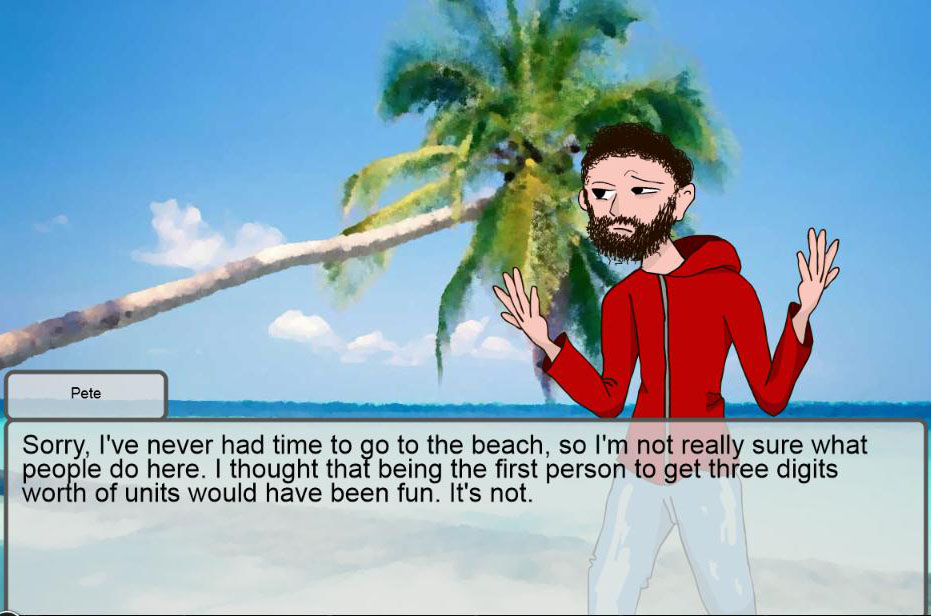 Pete
Sorry, I've never had time to go to the beach, so I'm not really sure what
people do here. I thought that being the first person to get three digits
worth of units would have been fun. It's not.